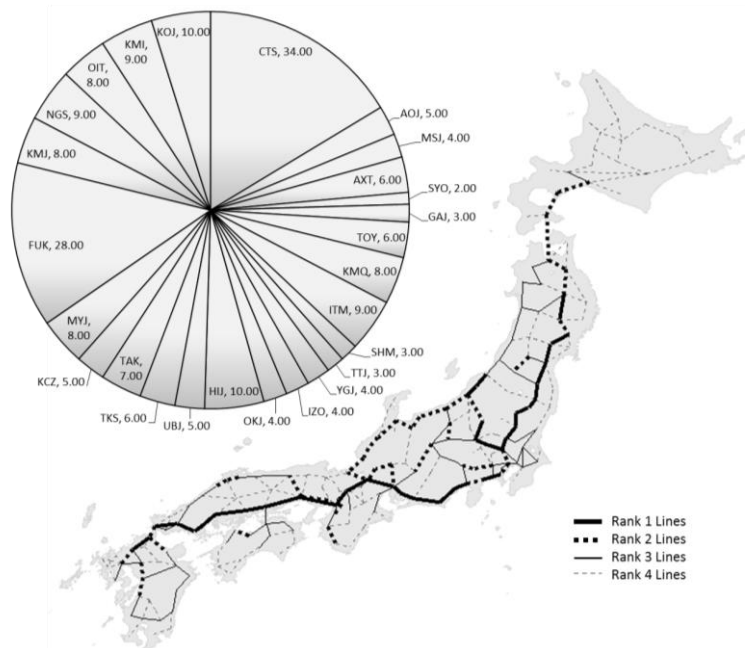 CTS, 34.00
AOJ, 5.00
MSJ, 4.00
AXT, 6.00
SYO, 2.00
GAJ, 3.00
TOY, 6.00
KMQ, 8.00
ITM, 9.00
SHM, 3.00
TTJ, 3.00
YGJ, 4.00
IZO, 4.00
OKJ, 4.00
HIJ, 10.00
UBJ, 5.00
TKS, 6.00
TAK,
7.00
KCZ, 5.00
MYJ,
8.00
FUK, 28.00
KMJ, 8.00
NGS, 9.00
OIT,
8.00
KMI,
9.00
KOJ, 10.00
Rank 1 Lines
Rank 2 Lines
Rank 3 Lines
Rank 4 Lines